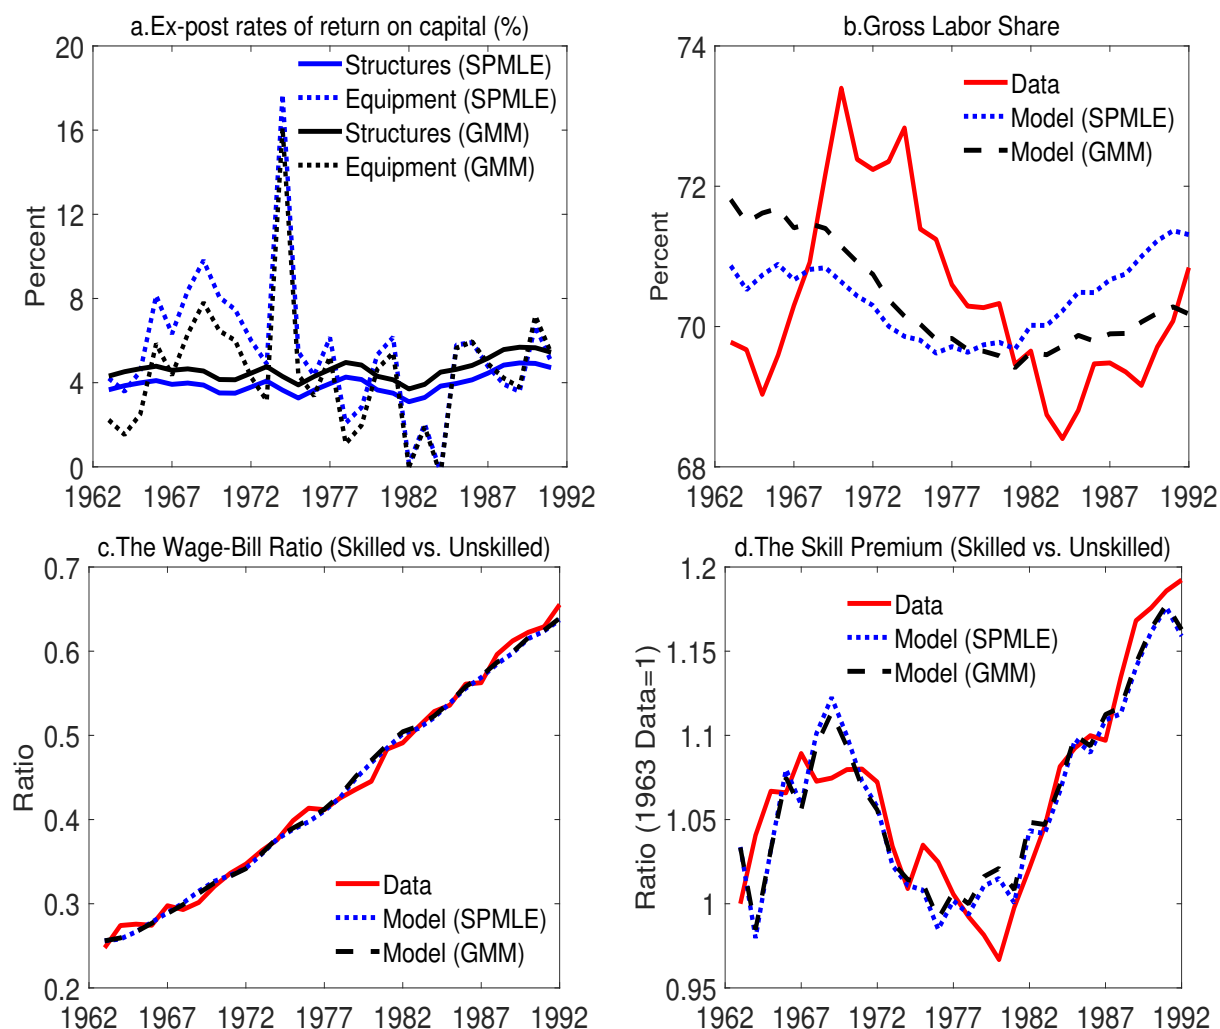 a.Ex-post rates of return on capital (%)
20
16
12
8
4
0
Percent
Structures (SPMLE)
Equipment (SPMLE)
Structures (GMM)
Equipment (GMM)
1962 1967 1972 1977 1982 1987 1992
b.Gross Labor Share
74
72
70
68
Percent
Data
Model (SPMLE)
Model (GMM)
1962 1967 1972 1977 1982 1987 1992
c.The Wage-Bill Ratio (Skilled vs. Unskilled)
0.7
0.6
0.5
0.4
0.3
0.2
Ratio
Data
Model (SPMLE)
Model (GMM)
1962 1967 1972 1977 1982 1987 1992
d.The Skill Premium (Skilled vs. Unskilled)
1.2
1.15
1.1
1.05
1
0.95
Ratio (1963 Data=1)
Data
Model (SPMLE)
Model (GMM)
1962 1967 1972 1977 1982 1987 1992